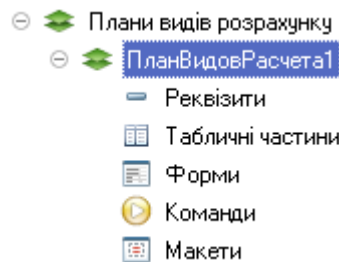 Плани видів розрахунку
ПланВидовРасчета1
Реквізити
Табличні частини
Форми
Команди
Макети